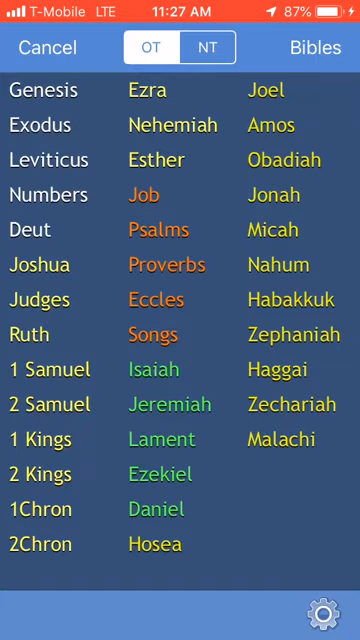 T-Mobile LTE 11:27 AM 87%
Cancel OT NT Bibles
Genesis Ezra Joel
Exodus Nehemiah Amos
Leviticus Esther Obadiah
Numbers Job Jonah
Deut Psalms Micah
Joshua Proverbs Nahum
Judges Eccles Habakkuk
Ruth Songs Zephaniah
1 Samuel Isaiah Haggai
2 Samuel Jeremiah Zechariah
1 Kings Lament Malachi
2 Kings Ezekiel
1Chron Daniel
2Chron Hosea